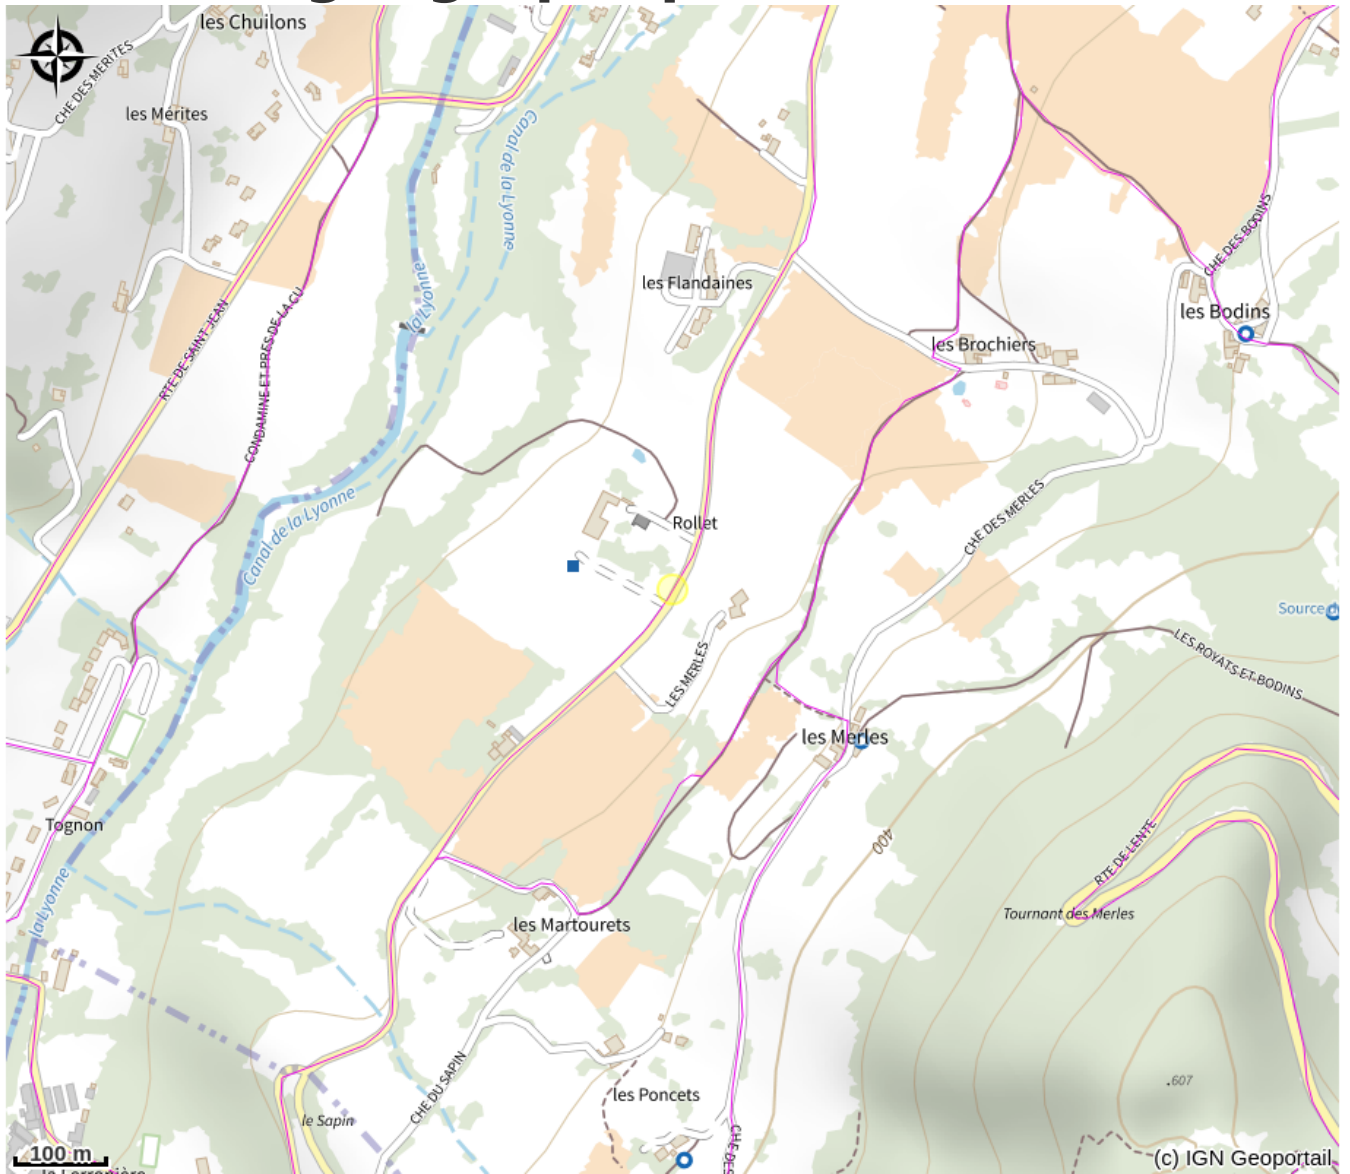 les Chuilons
CHE DES MERITES
les Mérites
Canal de la Lyonne
la Lyonne
CHE DES BODINS
les Flandaines
les Bodins
RTE DE SAINT JEAN
CONDAMINE ET PRES DE LA CU
les Brochiers
Canal de la Lyonne
CHE DES MERLES
Rollet
Source d
LES MERLES
LES ROYATS ET BODINS
les Merles
Tognon
400
RTE DE LENTE
la Lyonne
Tournant des Merles
les Martourets
CHE DU SAPIN
.607
les Poncets
le Sapin
CHE DES
100 m
(c) IGN Geoportail